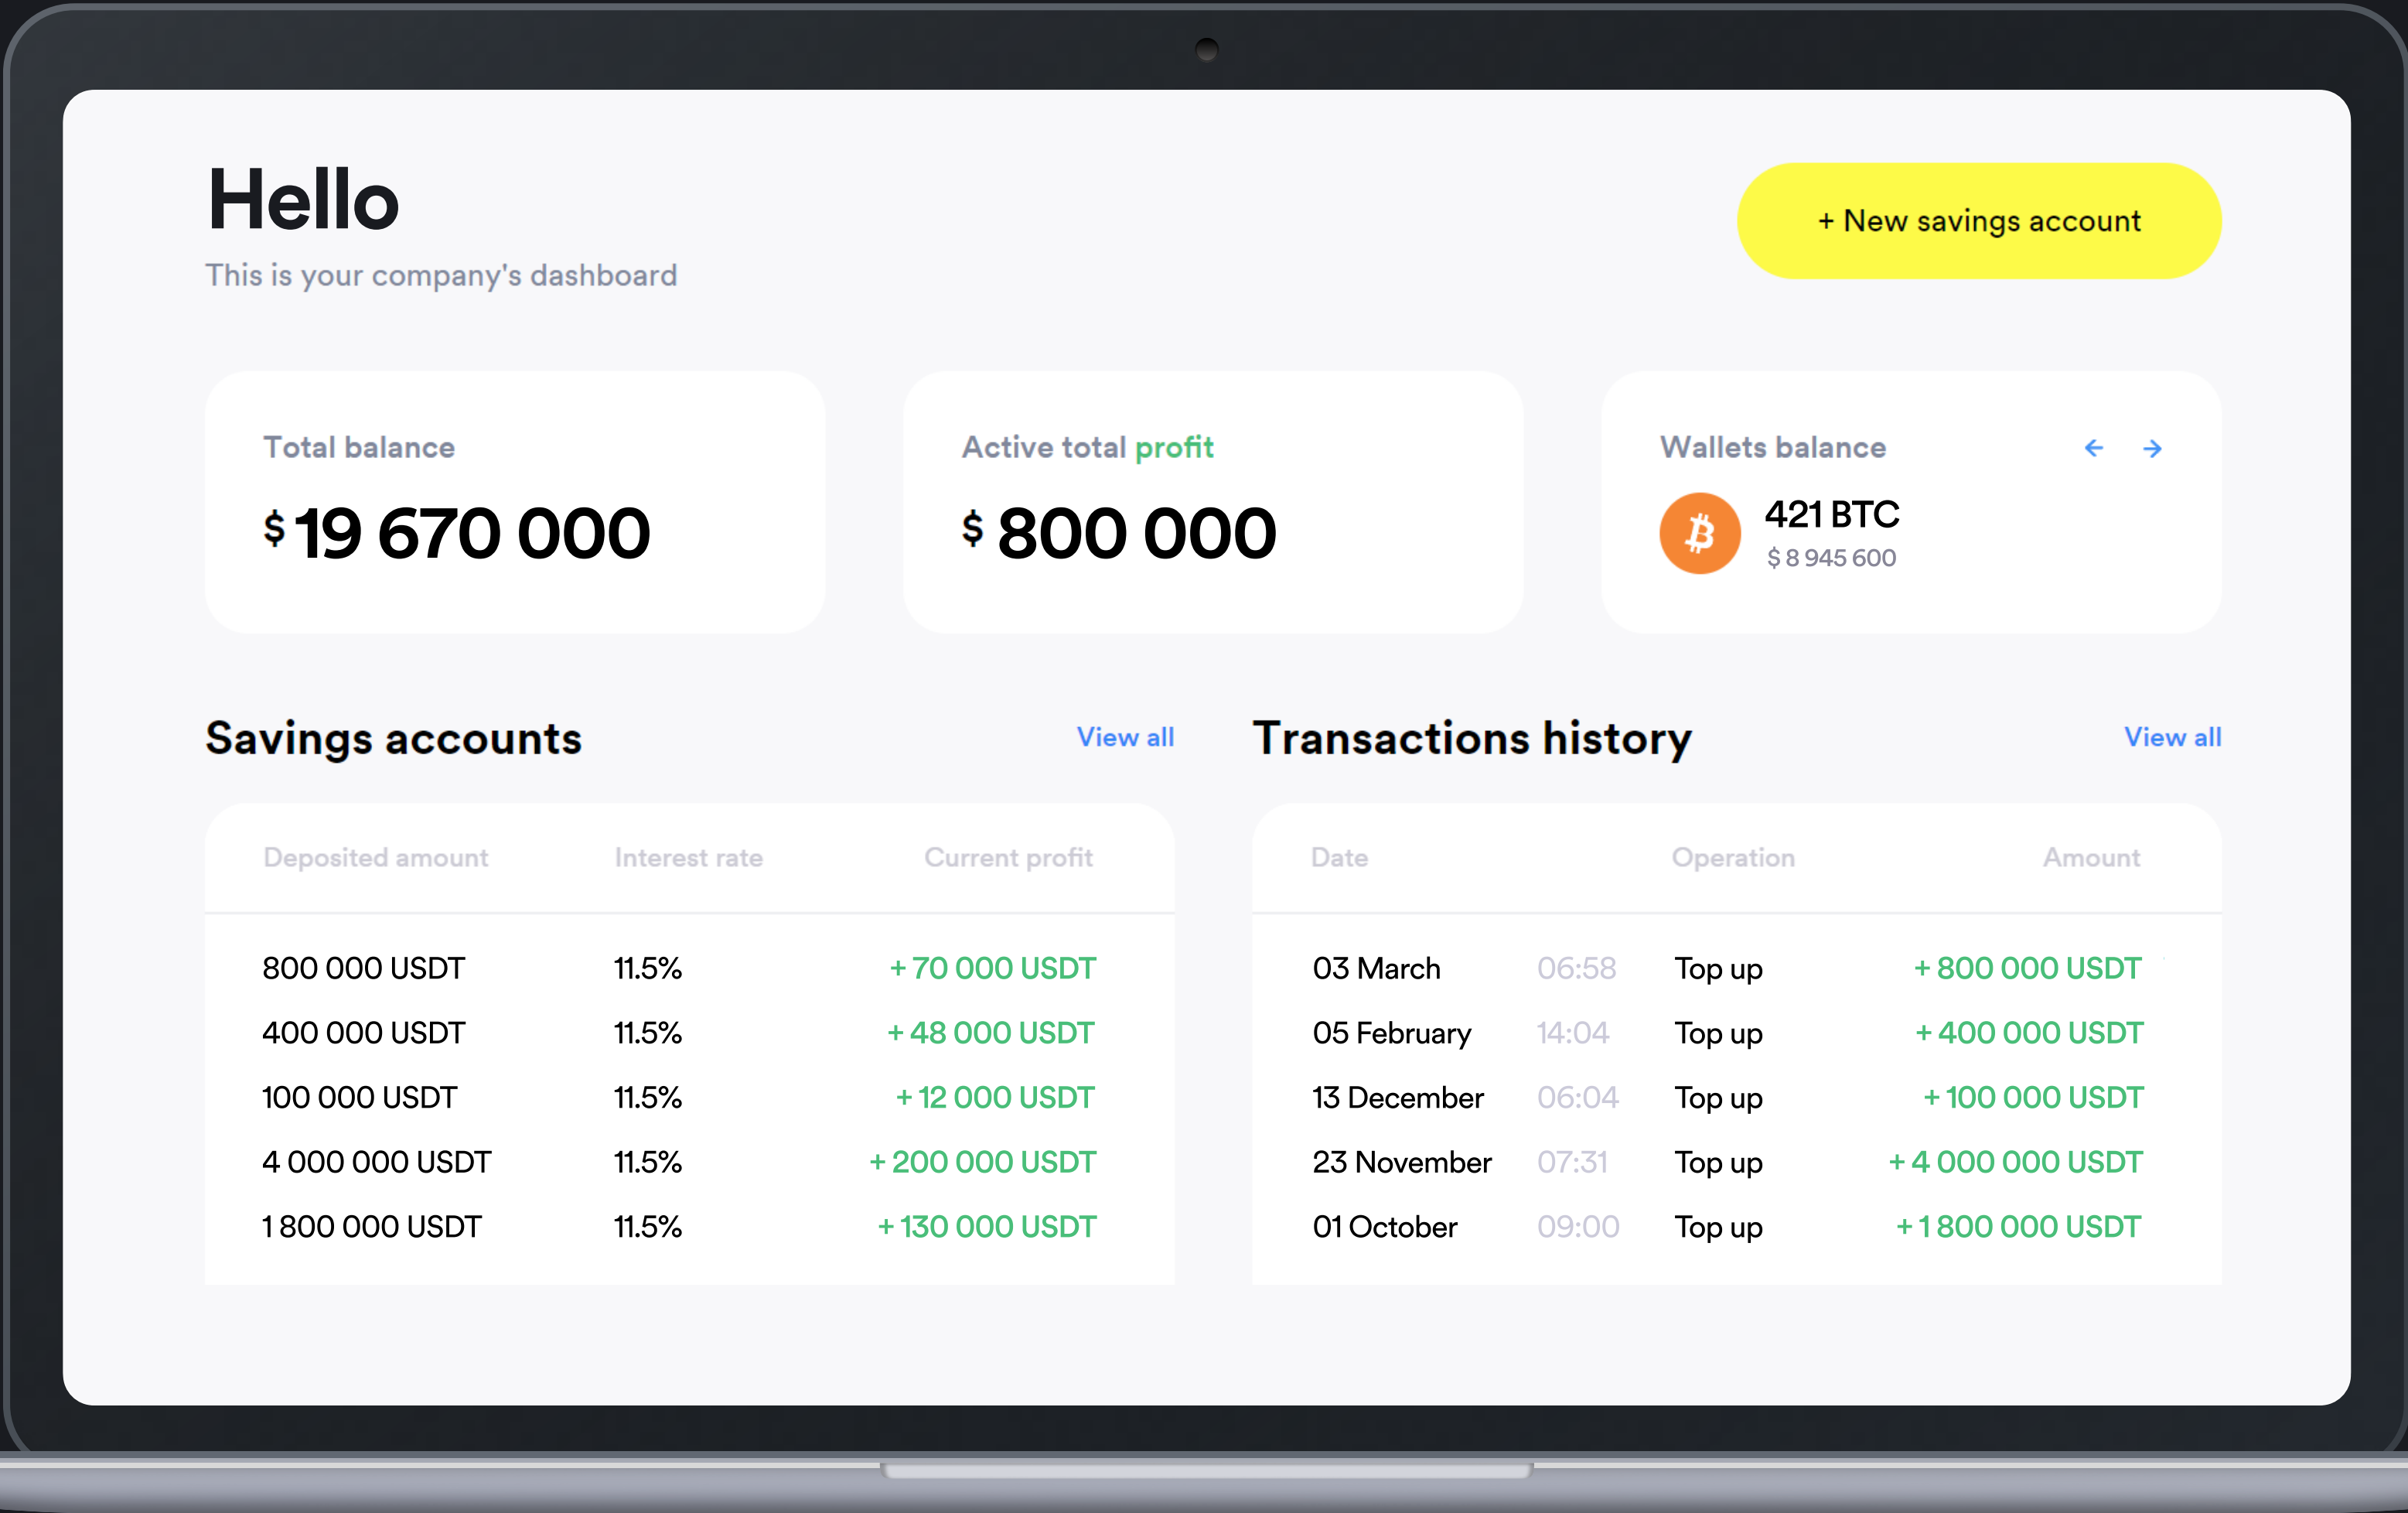 Hello
+ New savings account
This is your company's dashboard
Total balance
$ 19 670 000
Active total profit
$ 800 000
Wallets balance
421 BTC
$ 8 945 600
Savings accounts
View all
Deposited amount Interest rate Current profit
800 000 USDT 11.5% + 70 000 USDT
400 000 USDT 11.5% + 48 000 USDT
100 000 USDT 11.5% + 12 000 USDT
4 000 000 USDT 11.5% + 200 000 USDT
1 800 000 USDT 11.5% + 130 000 USDT
Transactions history
View all
Date Operation Amount
03 March 06:58 Top up + 800 000 USDT
05 February 14:04 Top up + 400 000 USDT
13 December 06:04 Top up + 100 000 USDT
23 November 07:31 Top up + 4 000 000 USDT
01 October 09:00 Top up + 1 800 000 USDT